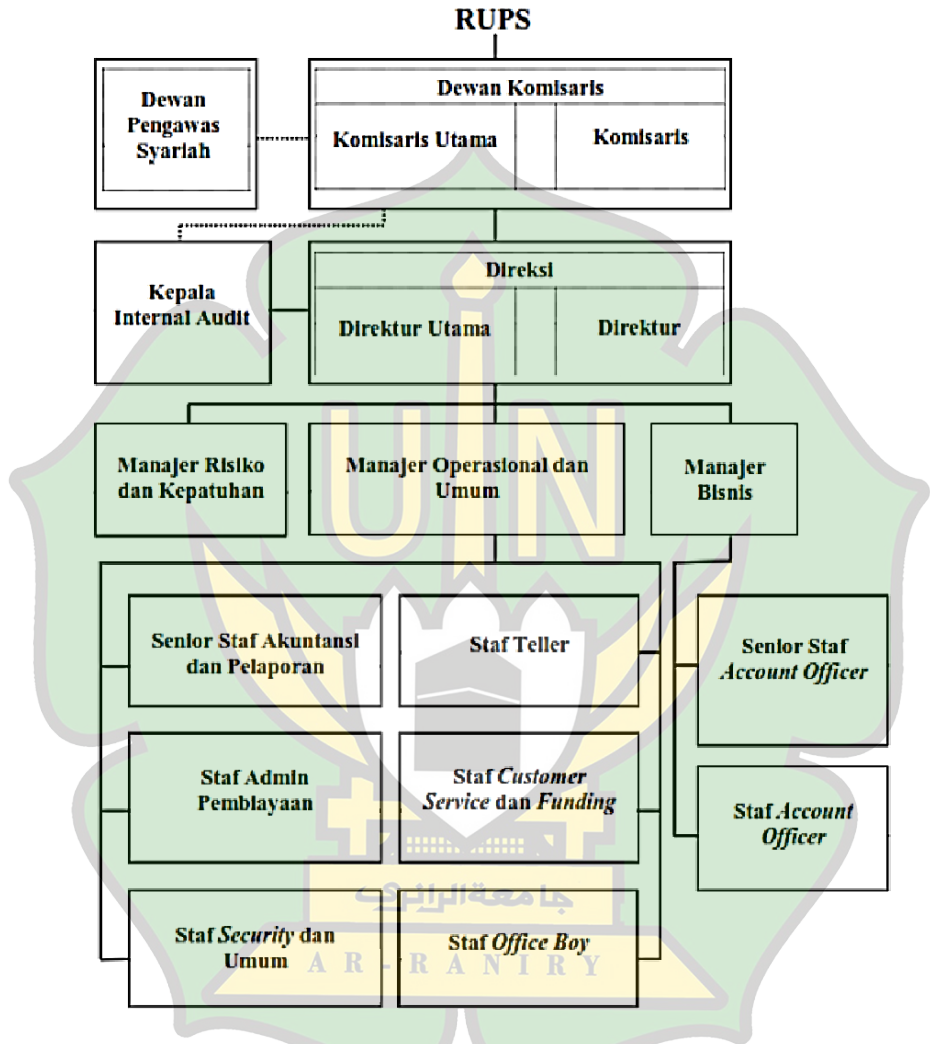 RUPS
Dewan
Pengawas
Syariah
Dewan Komisaris
Komisaris Utama
Komisaris
Kepala
Internal Audit
Direksi
Direktur Utama
Direktur
Manajer Risiko
dan Kepatuhan
Manajer Operasional dan
Umum
Manajer
Bisnis
Senior Staf Akuntansi
dan Pelaporan
Staf Teller
Senior Staf
Account Officer
Staf Admin
Pembiayaan
Staf Customer
Service dan Funding
Staf Account
Officer
Staf Security dan
Umum
Staf Office Boy
UIN
جامعة الرانري
AR-RANIRY